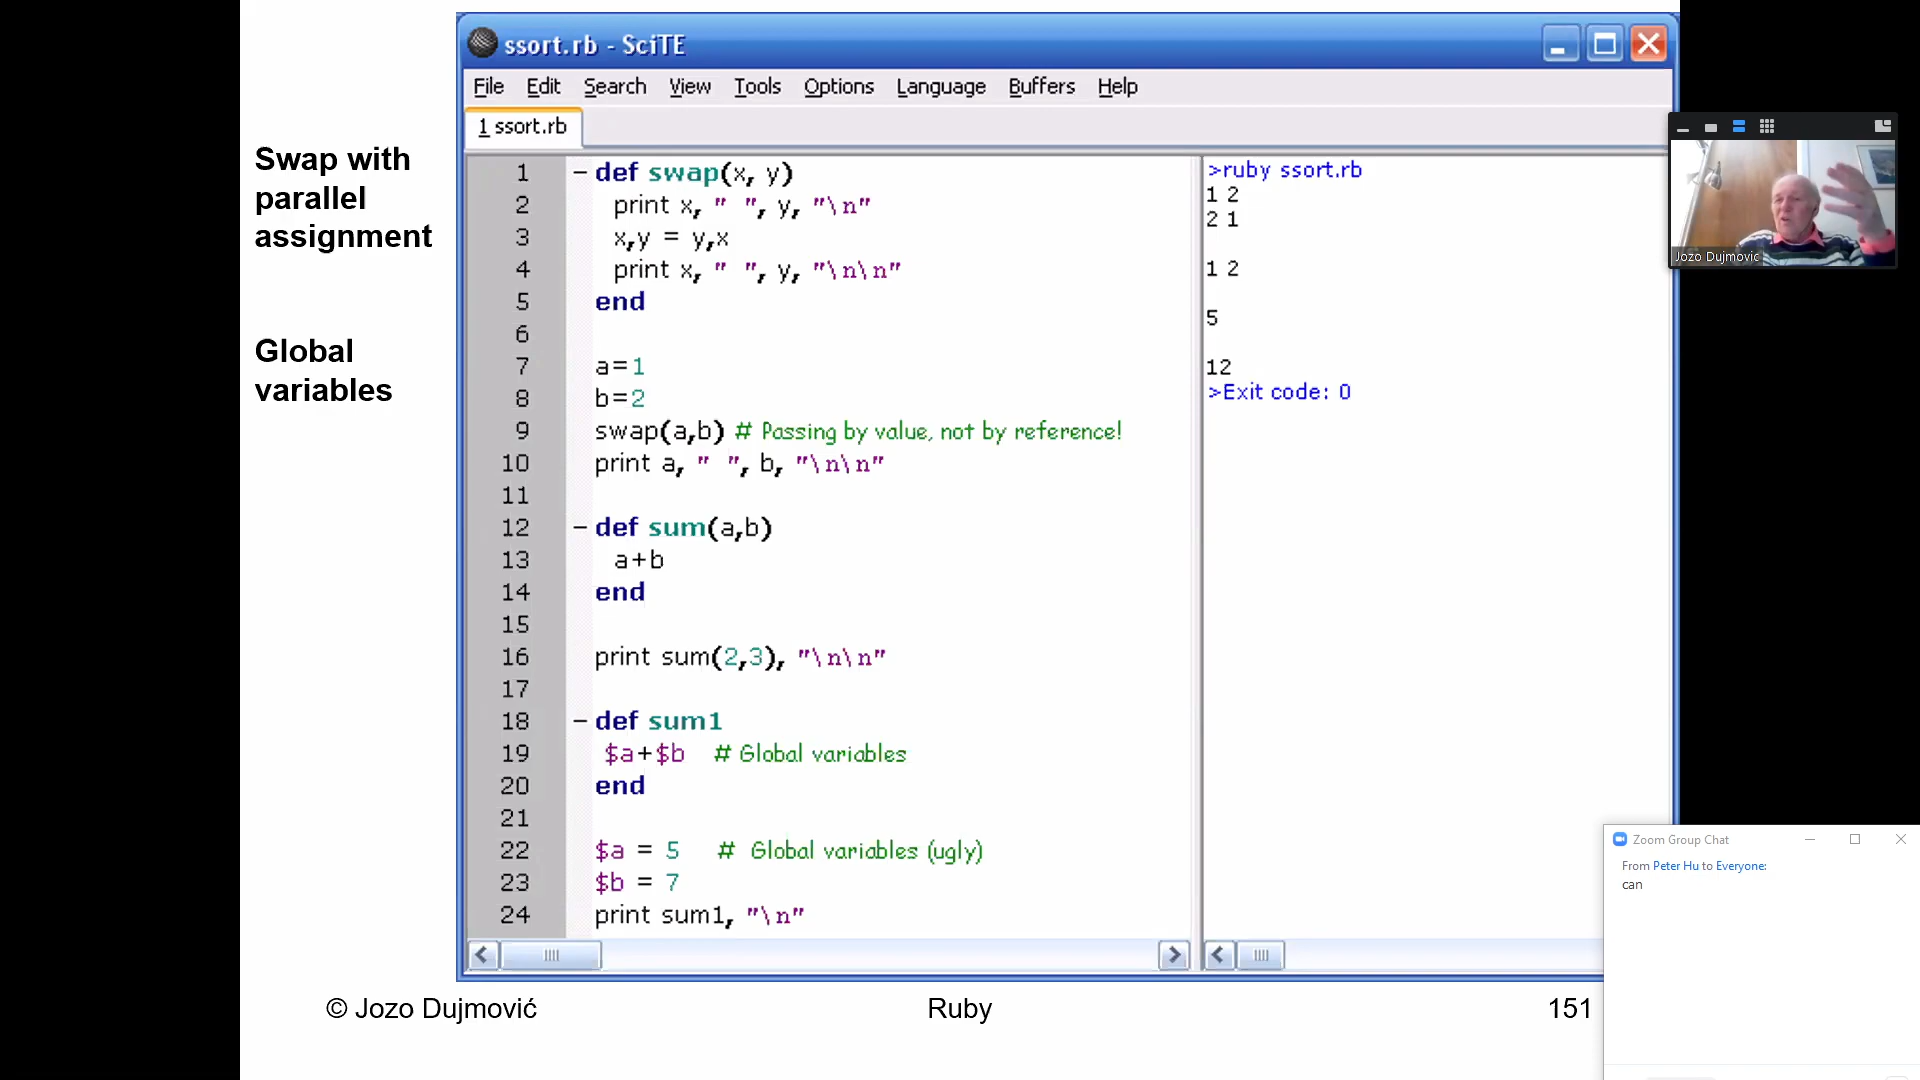 ssort.rb - SciTE
File Edit Search View Tools Options Language Buffers Help
1 ssort.rb
Swap with
parallel
assignment
Global
variables
1 def swap(x, y)
2 print x, " ", y, "\n"
3 x,y = y,x
4 print x, " ", y, "\n\n"
5 end
6
7 a=1
8 b=2
9 swap(a,b) # Passing by value, not by reference!
10 print a, " ", b, "\n\n"
11
12 def sum(a,b)
13 a+b
14 end
15
16 print sum(2,3), "\n\n"
17
18 def sum1
19 $a+$b # Global variables
20 end
21
22 $a = 5 # Global variables (ugly)
23 $b = 7
24 print sum1, "\n"
>ruby ssort.rb
1 2
2 1
1 2
5
12
>Exit code: 0
Jozo Dujmovic
Zoom Group Chat
From Peter Hu to Everyone:
can
© Jozo Dujmović
Ruby
151